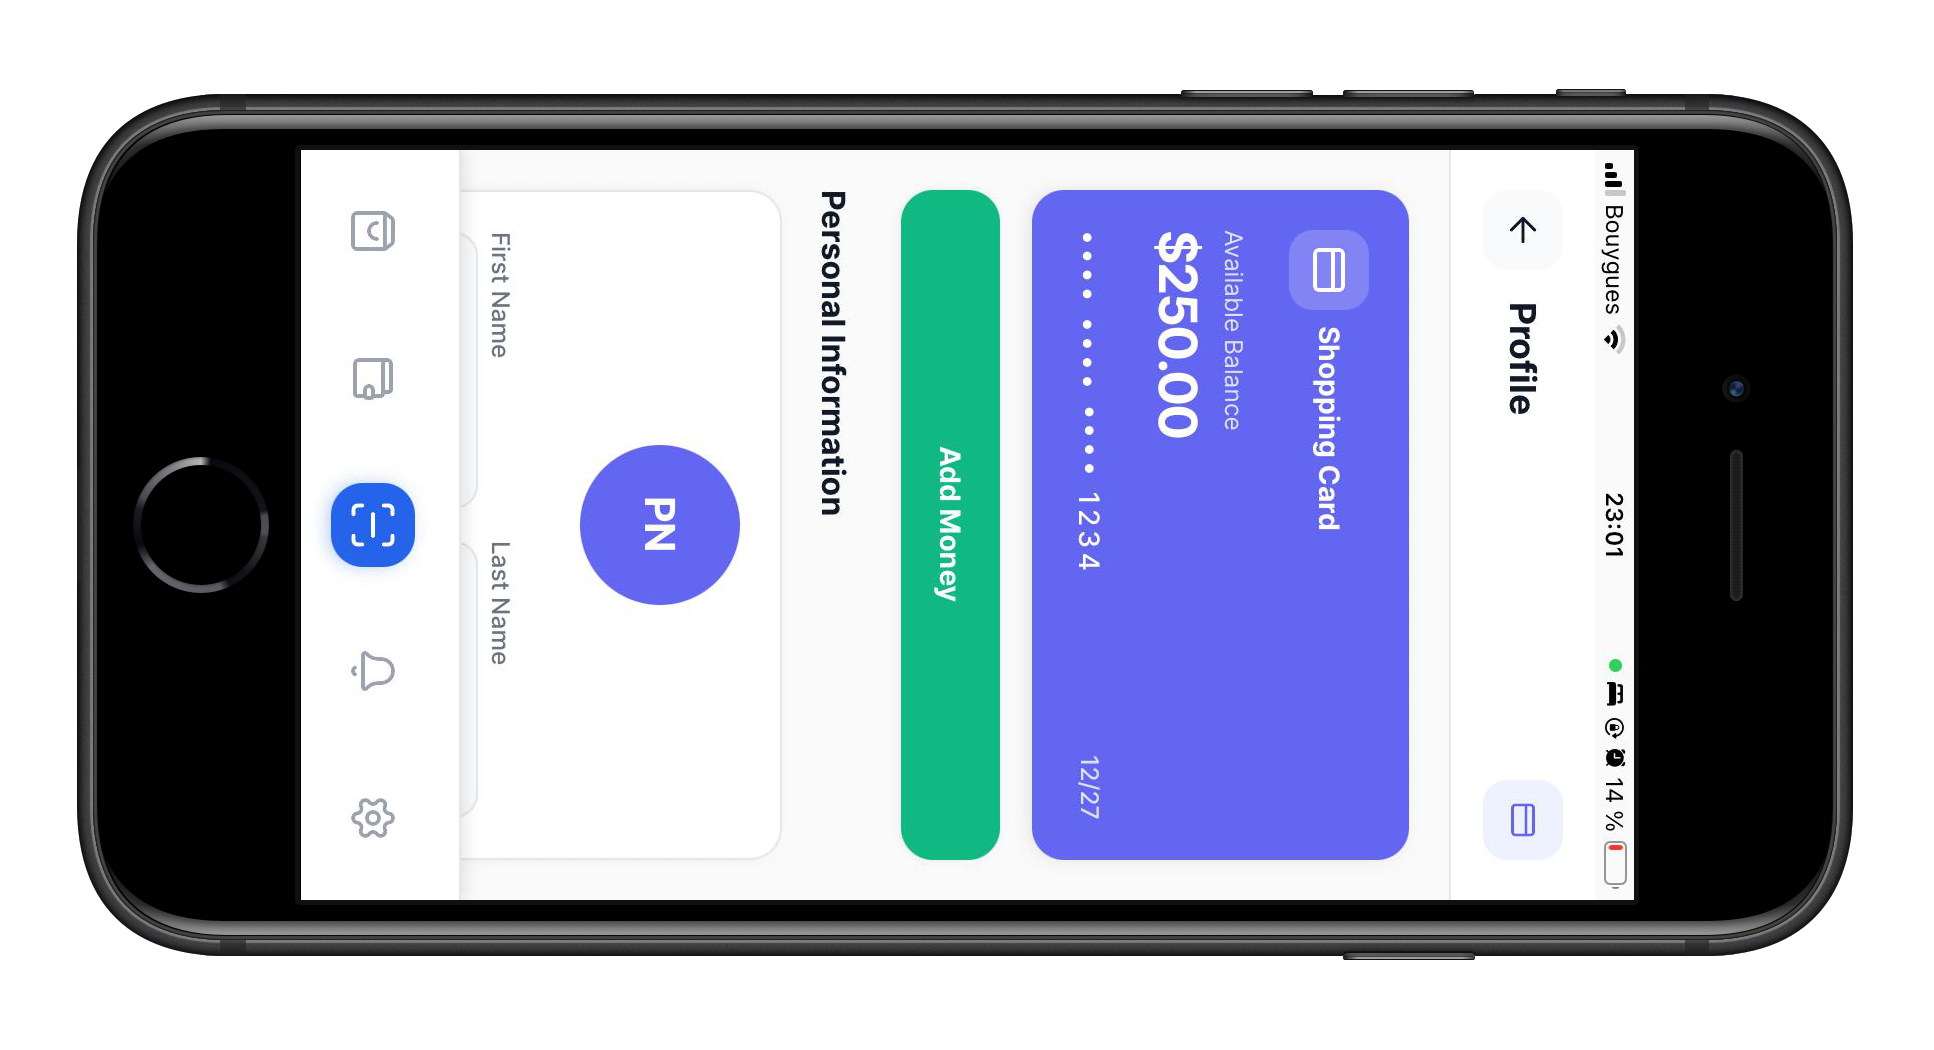 Bouygues 23:01 14 %
Profile
Shopping Card
Available Balance
$250.00
•••• •••• •••• 1234 12/27
Add Money
Personal Information
PN
First Name Last Name